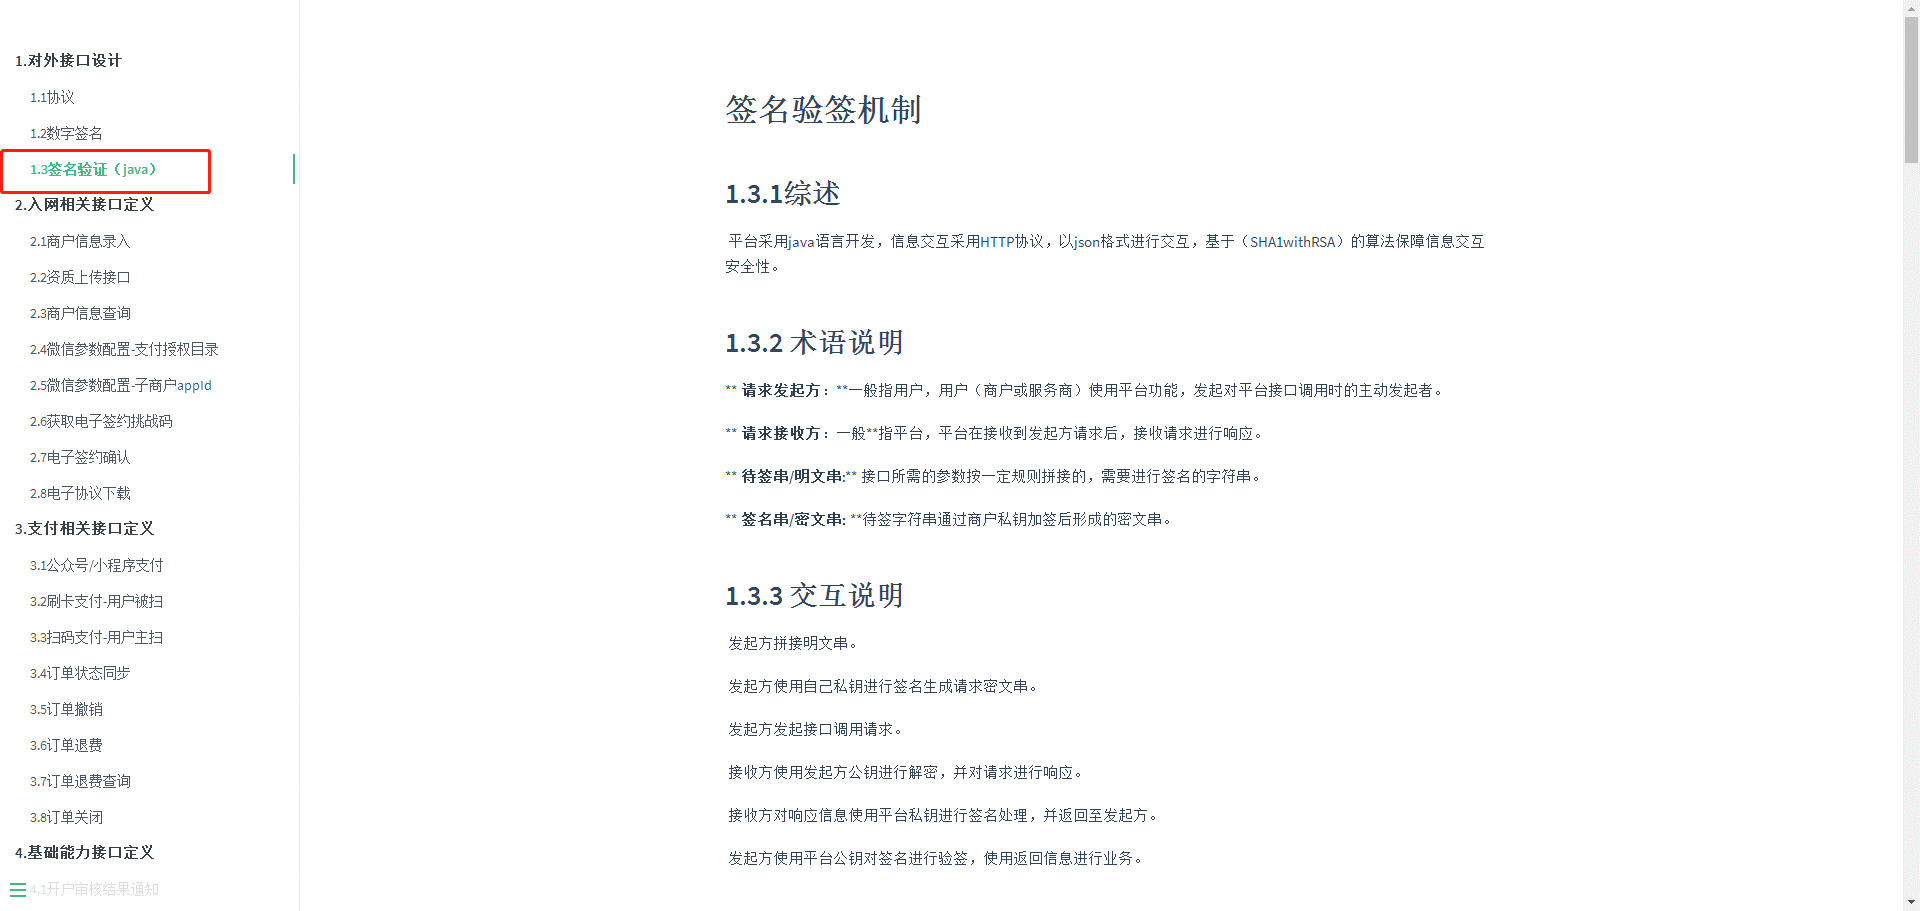 1.对外接口设计
1.1协议
1.2数字签名
1.3签名验证（java）
2.入网相关接口定义
2.1商户信息录入
2.2资质上传接口
2.3商户信息查询
2.4微信参数配置-支付授权目录
2.5微信参数配置-子商户appId
2.6获取电子签约挑战码
2.7电子签约确认
2.8电子协议下载
3.支付相关接口定义
3.1公众号/小程序支付
3.2刷卡支付-用户被扫
3.3扫码支付-用户主扫
3.4订单状态同步
3.5订单撤销
3.6订单退费
3.7订单退费查询
3.8订单关闭
4.基础能力接口定义
4.1开户审核结果通知
签名验签机制
1.3.1综述
平台采用java语言开发，信息交互采用HTTP协议，以json格式进行交互，基于（SHA1withRSA）的算法保障信息交互
安全性。
1.3.2 术语说明
** 请求发起方：**一般指用户，用户（商户或服务商）使用平台功能，发起对平台接口调用时的主动发起者。
** 请求接收方：一般**指平台，平台在接收到发起方请求后，接收请求进行响应。
** 待签串/明文串:** 接口所需的参数按一定规则拼接的，需要进行签名的字符串。
** 签名串/密文串: **待签字符串通过商户私钥加签后形成的密文串。
1.3.3 交互说明
发起方拼接明文串。
发起方使用自己私钥进行签名生成请求密文串。
发起方发起接口调用请求。
接收方使用发起方公钥进行解密，并对请求进行响应。
接收方对响应信息使用平台私钥进行签名处理，并返回至发起方。
发起方使用平台公钥对签名进行验签，使用返回信息进行业务。